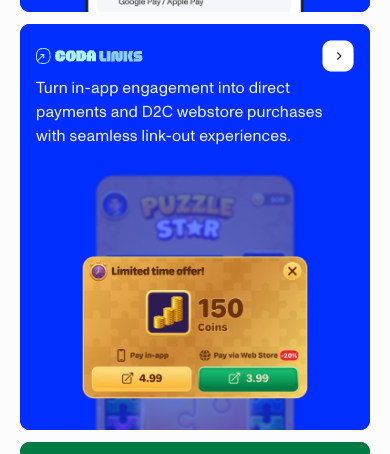 Google Pay / Apple Pay
CODA LINKS
Turn in-app engagement into direct
payments and D2C webstore purchases
with seamless link-out experiences.
PUZZLE
STAR
Limited time offer!
150
Coins
Pay in-app
Pay via Web Store -20%
4.99
3.99